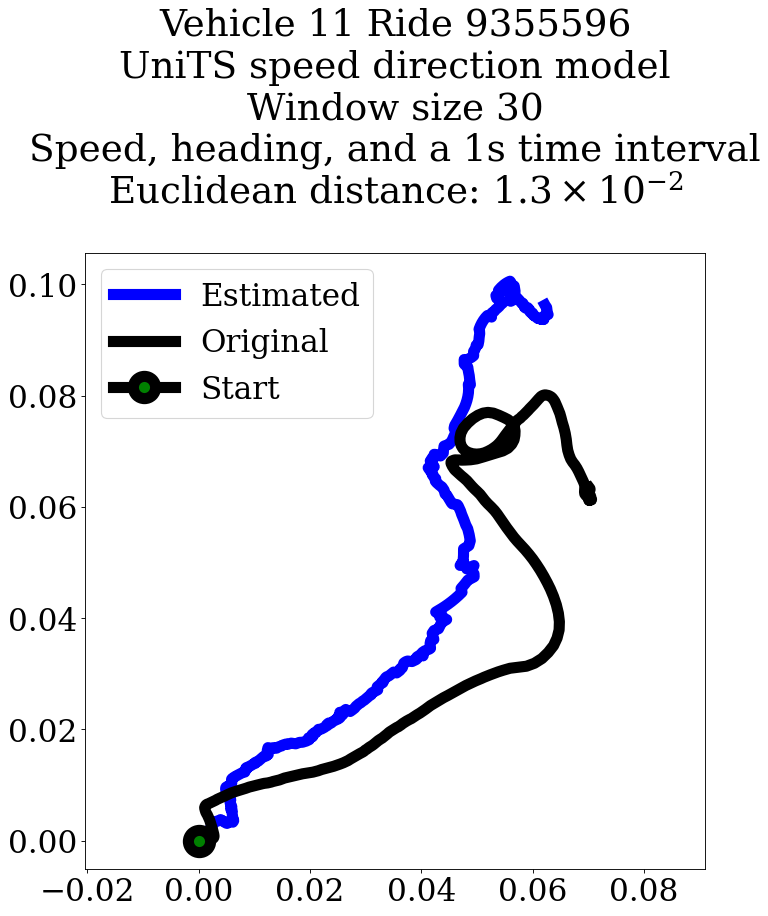 Vehicle 11 Ride 9355596
UniTS speed direction model
Window size 30
Speed, heading, and a 1s time interval
Euclidean distance: 1.3 × 10⁻²
0.10
0.08
0.06
0.04
0.02
0.00
Estimated
Original
Start
−0.02 0.00 0.02 0.04 0.06 0.08